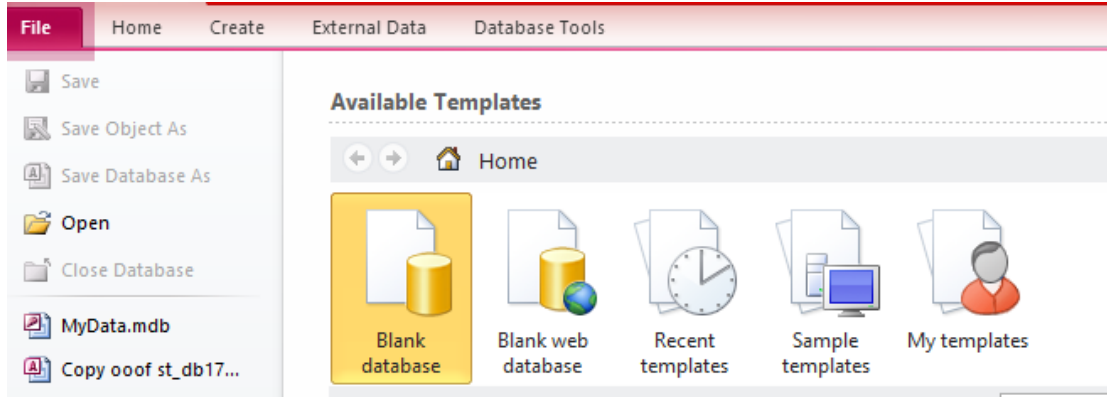 File Home Create External Data Database Tools
Save
Save Object As
Save Database As
Open
Close Database
MyData.mdb
Copy ooof st_db17...
Available Templates
Home
Blank database
Blank web database
Recent templates
Sample templates
My templates